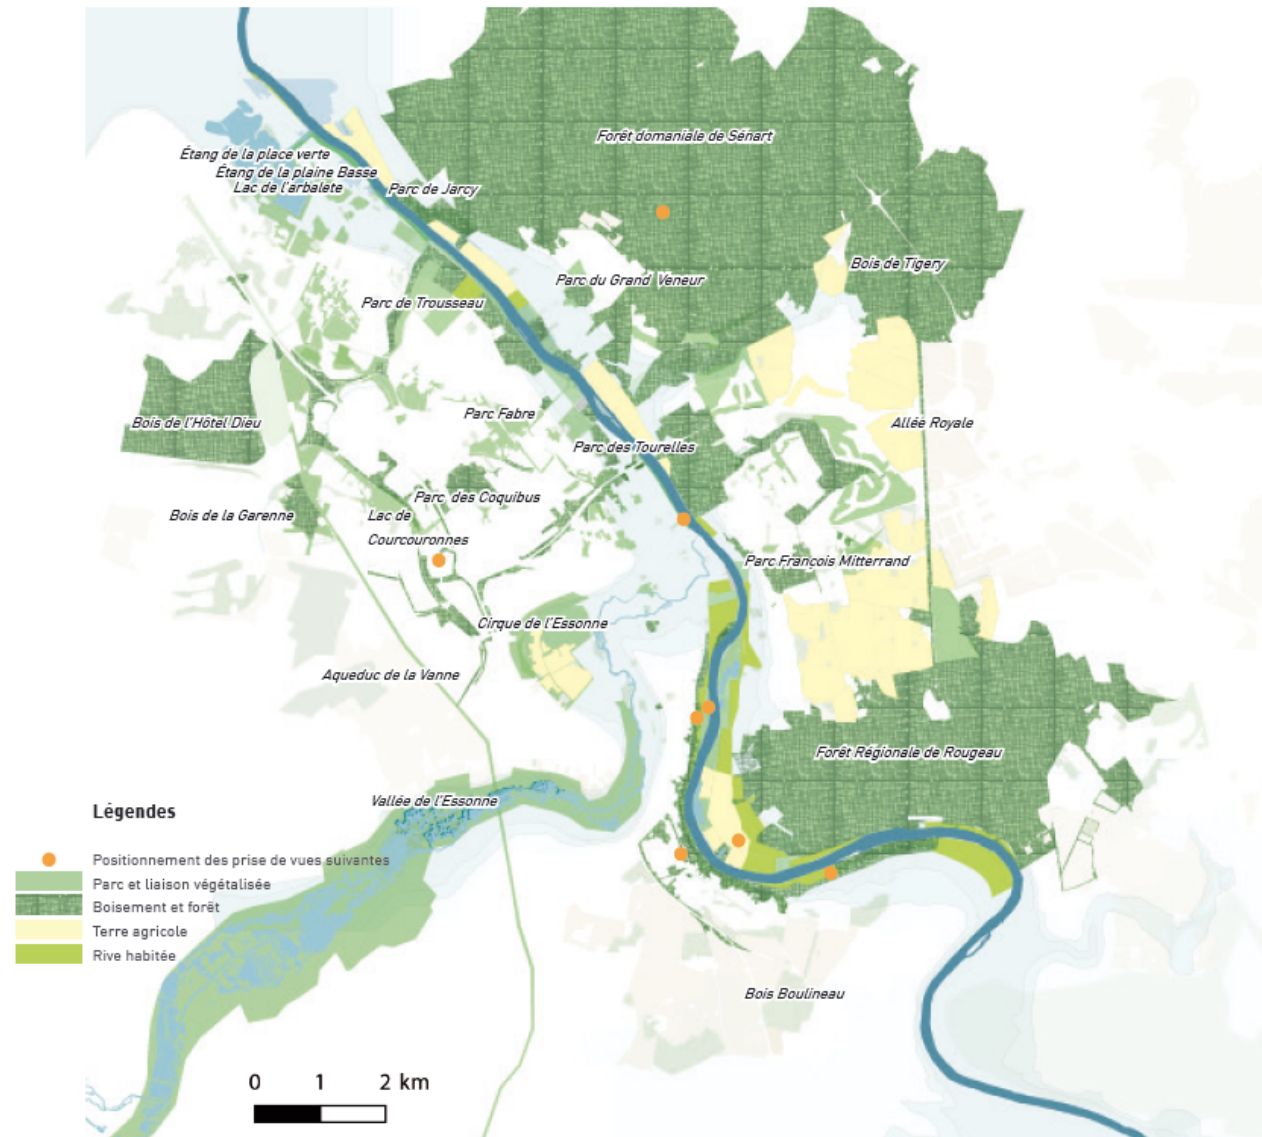 Forêt domaniale de Sénart
Étang de la place verte
Étang de la plaine Basse
Lac de l'arbalete
Parc de Jarcy
Bois de Tigery
Parc du Grand Veneur
Parc de Trousseau
Parc Fabre
Bois de l'Hôtel Dieu
Allée Royale
Parc des Tourelles
Parc des Coquibus
Bois de la Garenne
Lac de
Courcouronnes
Parc François Mitterrand
Cirque de l'Essonne
Aqueduc de la Vanne
Forêt Régionale de Rougeau
Vallée de l'Essonne
Légendes
Positionnement des prise de vues suivantes
Parc et liaison végétalisée
Boisement et forêt
Terre agricole
Rive habitée
Bois Boulineau
0 1 2 km